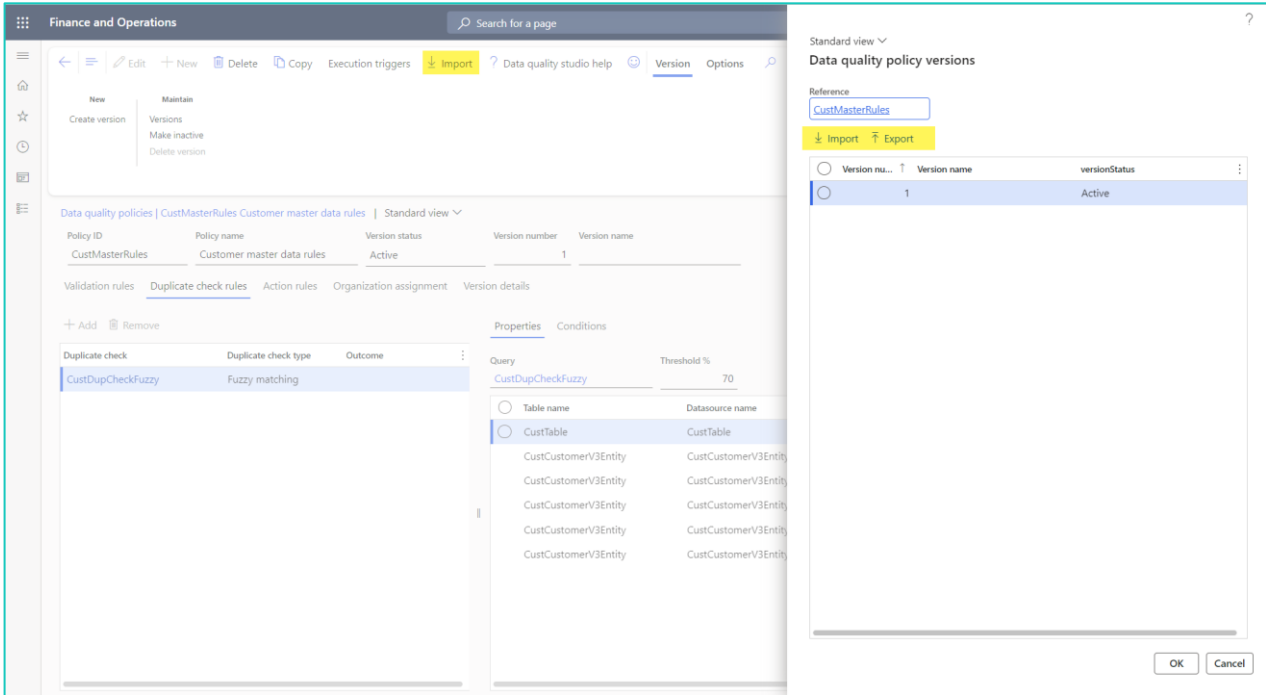 Finance and Operations
Search for a page
Edit New Delete Copy Execution triggers Import ? Data quality studio help Version Options
New Maintain
Create version Versions
Make inactive
Delete version
Data quality policies | CustMasterRules Customer master data rules | Standard view
Policy ID Policy name Version status Version number Version name
CustMasterRules Customer master data rules Active 1
Validation rules Duplicate check rules Action rules Organization assignment Version details
+ Add Remove
Properties Conditions
Duplicate check Duplicate check type Outcome
CustDupCheckFuzzy Fuzzy matching
Query Threshold %
CustDupCheckFuzzy 70
Table name Datasource name
CustTable CustTable
CustCustomerV3Entity CustCustomerV3Entity
CustCustomerV3Entity CustCustomerV3Entity
CustCustomerV3Entity CustCustomerV3Entity
CustCustomerV3Entity CustCustomerV3Entity
CustCustomerV3Entity CustCustomerV3Entity
?
Standard view
Data quality policy versions
Reference
CustMasterRules
Import Export
Version nu... ↑ Version name versionStatus
1 Active
OK Cancel